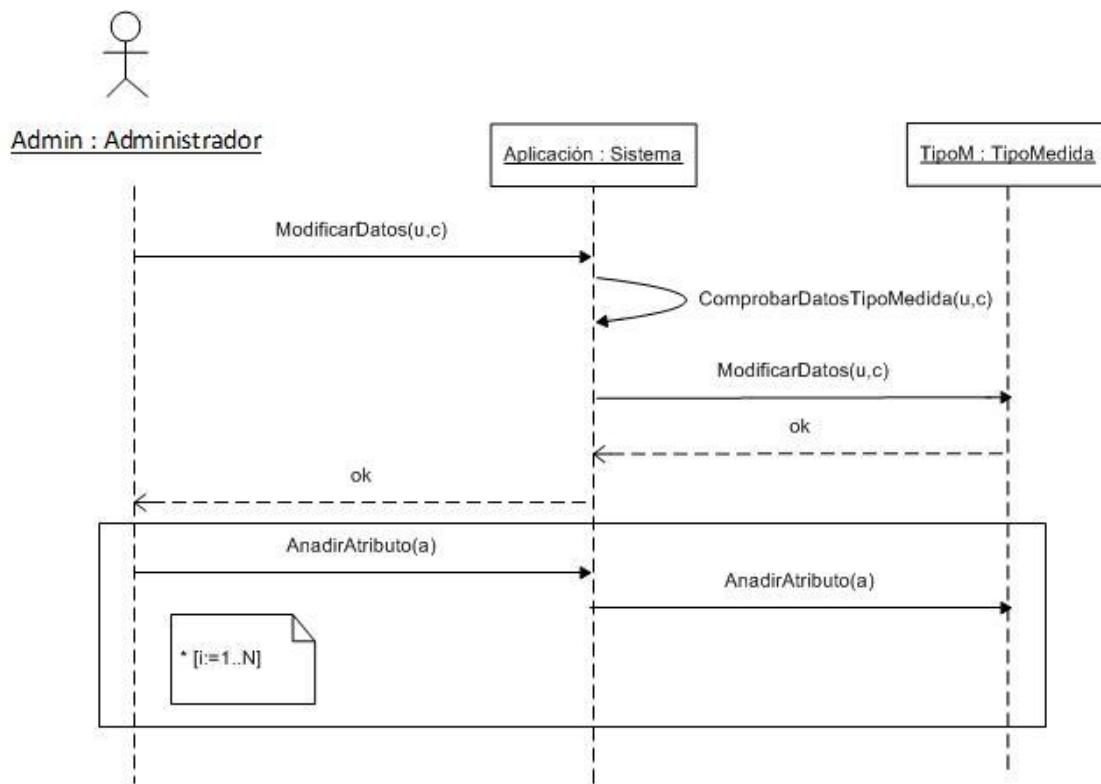 Admin : Administrador
Aplicación : Sistema
TipoM : TipoMedida
ModificarDatos(u,c)
ComprobarDatosTipoMedida(u,c)
ModificarDatos(u,c)
ok
ok
AnadirAtributo(a)
AnadirAtributo(a)
* [i:=1..N]